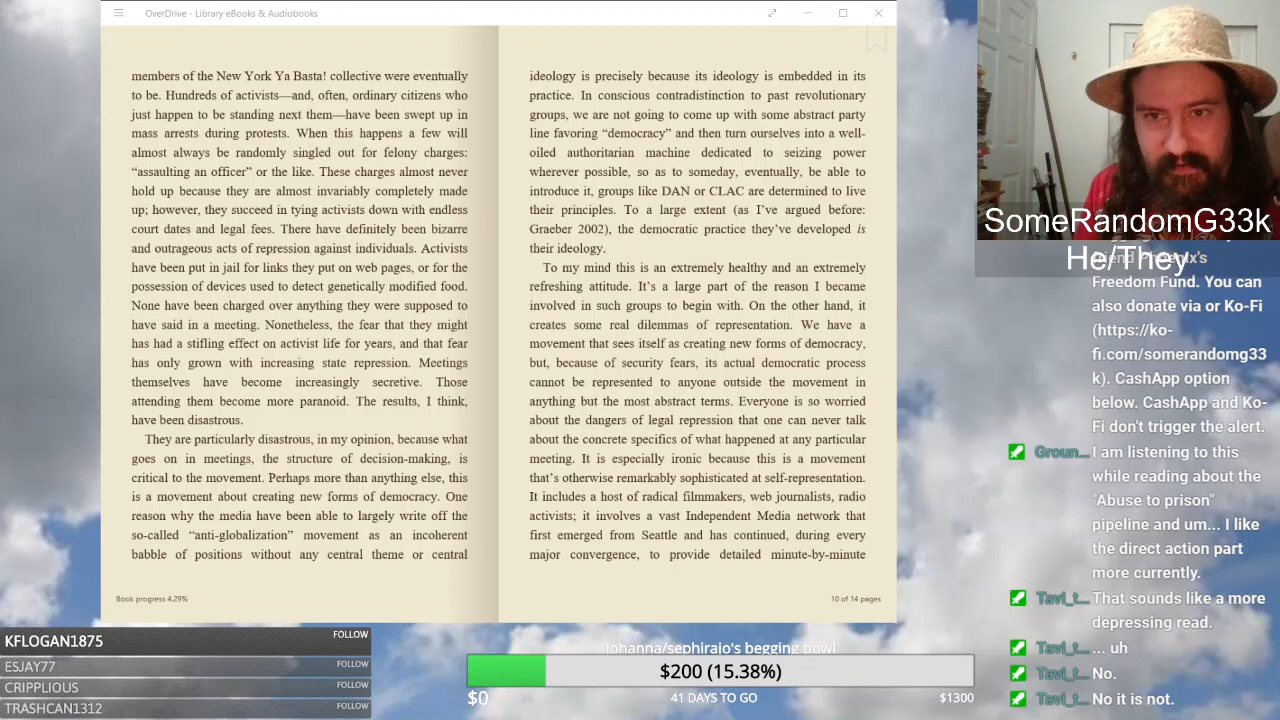 OverDrive - Library eBooks & Audiobooks
members of the New York Ya Basta! collective were eventually
to be. Hundreds of activists—and, often, ordinary citizens who
just happen to be standing next them—have been swept up in
mass arrests during protests. When this happens a few will
almost always be randomly singled out for felony charges:
“assaulting an officer” or the like. These charges almost never
hold up because they are almost invariably completely made
up; however, they succeed in tying activists down with endless
court dates and legal fees. There have definitely been bizarre
and outrageous acts of repression against individuals. Activists
have been put in jail for links they put on web pages, or for the
possession of devices used to detect genetically modified food.
None have been charged over anything they were supposed to
have said in a meeting. Nonetheless, the fear that they might
has had a stifling effect on activist life for years, and that fear
has only grown with increasing state repression. Meetings
themselves have become increasingly secretive. Those
attending them become more paranoid. The results, I think,
have been disastrous.
They are particularly disastrous, in my opinion, because what
goes on in meetings, the structure of decision-making, is
critical to the movement. Perhaps more than anything else, this
is a movement about creating new forms of democracy. One
reason why the media have been able to largely write off the
so-called “anti-globalization” movement as an incoherent
babble of positions without any central theme or central
Book progress 4.29%
ideology is precisely because its ideology is embedded in its
practice. In conscious contradistinction to past revolutionary
groups, we are not going to come up with some abstract party
line favoring “democracy” and then turn ourselves into a well-
oiled authoritarian machine dedicated to seizing power
wherever possible, so as to someday, eventually, be able to
introduce it, groups like DAN or CLAC are determined to live
their principles. To a large extent (as I’ve argued before:
Graeber 2002), the democratic practice they’ve developed is
their ideology.
To my mind this is an extremely healthy and an extremely
refreshing attitude. It’s a large part of the reason I became
involved in such groups to begin with. On the other hand, it
creates some real dilemmas of representation. We have a
movement that sees itself as creating new forms of democracy,
but, because of security fears, its actual democratic process
cannot be represented to anyone outside the movement in
anything but the most abstract terms. Everyone is so worried
about the dangers of legal repression that one can never talk
about the concrete specifics of what happened at any particular
meeting. It is especially ironic because this is a movement
that’s otherwise remarkably sophisticated at self-representation.
It includes a host of radical filmmakers, web journalists, radio
activists; it involves a vast Independent Media network that
first emerged from Seattle and has continued, during every
major convergence, to provide detailed minute-by-minute
10 of 14 pages
SomeRandomG33k
He/They
Freedom Fund. You can
also donate via or Ko-Fi
(https://ko-
fi.com/somerandomg33
k). CashApp option
below. CashApp and Ko-
Fi don't trigger the alert.
Groun... I am listening to this
while reading about the
"Abuse to prison"
pipeline and um... I like
the direct action part
more currently.
Tavi_t... That sounds like a more
depressing read.
Tavi_t... ... uh
Tavi_t... No.
Tavi_t... No it is not.
KFLOGAN1875 FOLLOW
ESJAY77 FOLLOW
CRIPPLIOUS FOLLOW
TRASHCAN1312 FOLLOW
Johanna/sephiraio's begging bowl
$200 (15.38%)
$0 41 DAYS TO GO $1300